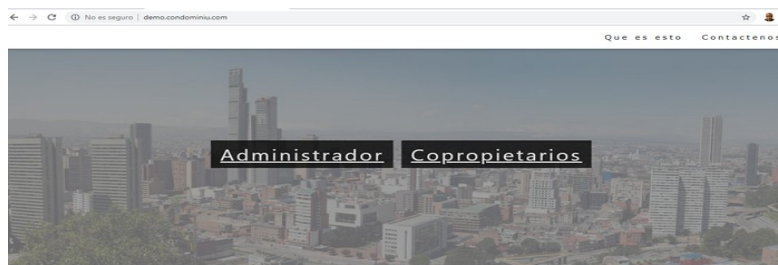 No es seguro | demo.condominiu.com
Que es esto Contactenos
Administrador Copropietarios